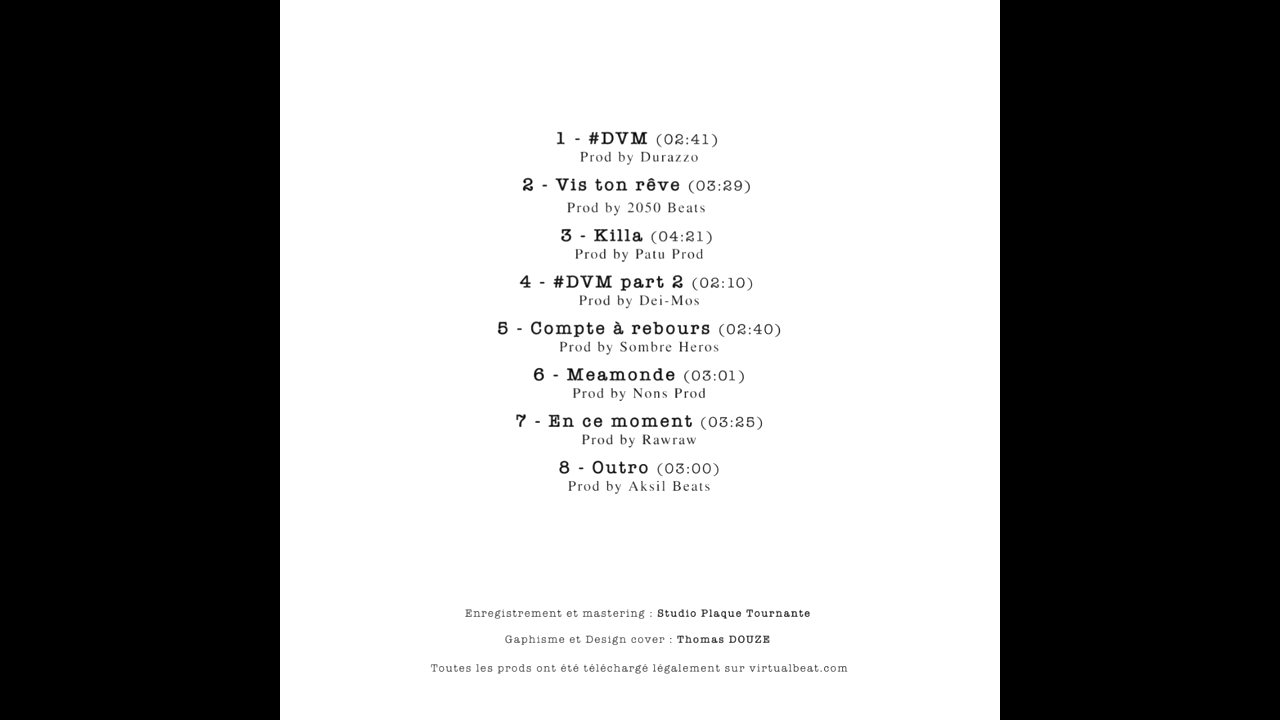 1 - #DVM (02:41)
Prod by Durazzo
2 - Vis ton rêve (03:29)
Prod by 2050 Beats
3 - Killa (04:21)
Prod by Patu Prod
4 - #DVM part 2 (02:10)
Prod by Dei-Mos
5 - Compte à rebours (02:40)
Prod by Sombre Heros
6 - Meamonde (03:01)
Prod by Nons Prod
7 - En ce moment (03:25)
Prod by Rawraw
8 - Outro (03:00)
Prod by Aksil Beats
Enregistrement et mastering : Studio Plaque Tournante
Gaphisme et Design cover : Thomas DOUZE
Toutes les prods ont été téléchargé légalement sur virtualbeat.com